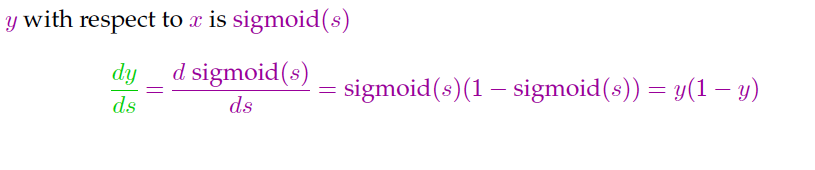 y with respect to x is sigmoid(s)
dy/ds = d sigmoid(s)/ds = sigmoid(s)(1 − sigmoid(s)) = y(1 − y)